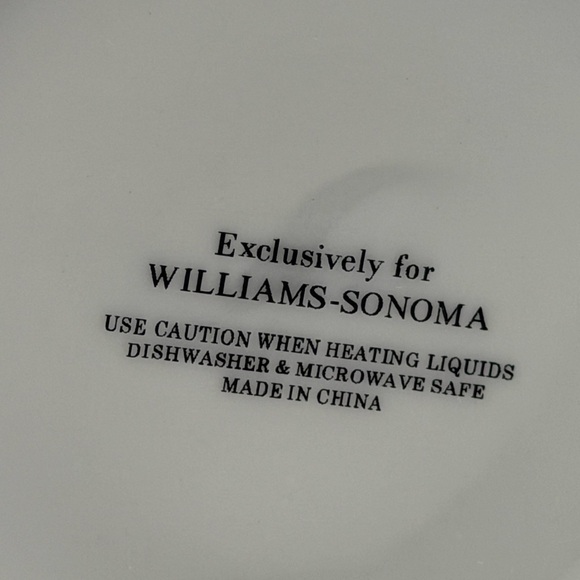 Exclusively for
WILLIAMS-SONOMA
USE CAUTION WHEN HEATING LIQUIDS
DISHWASHER & MICROWAVE SAFE
MADE IN CHINA